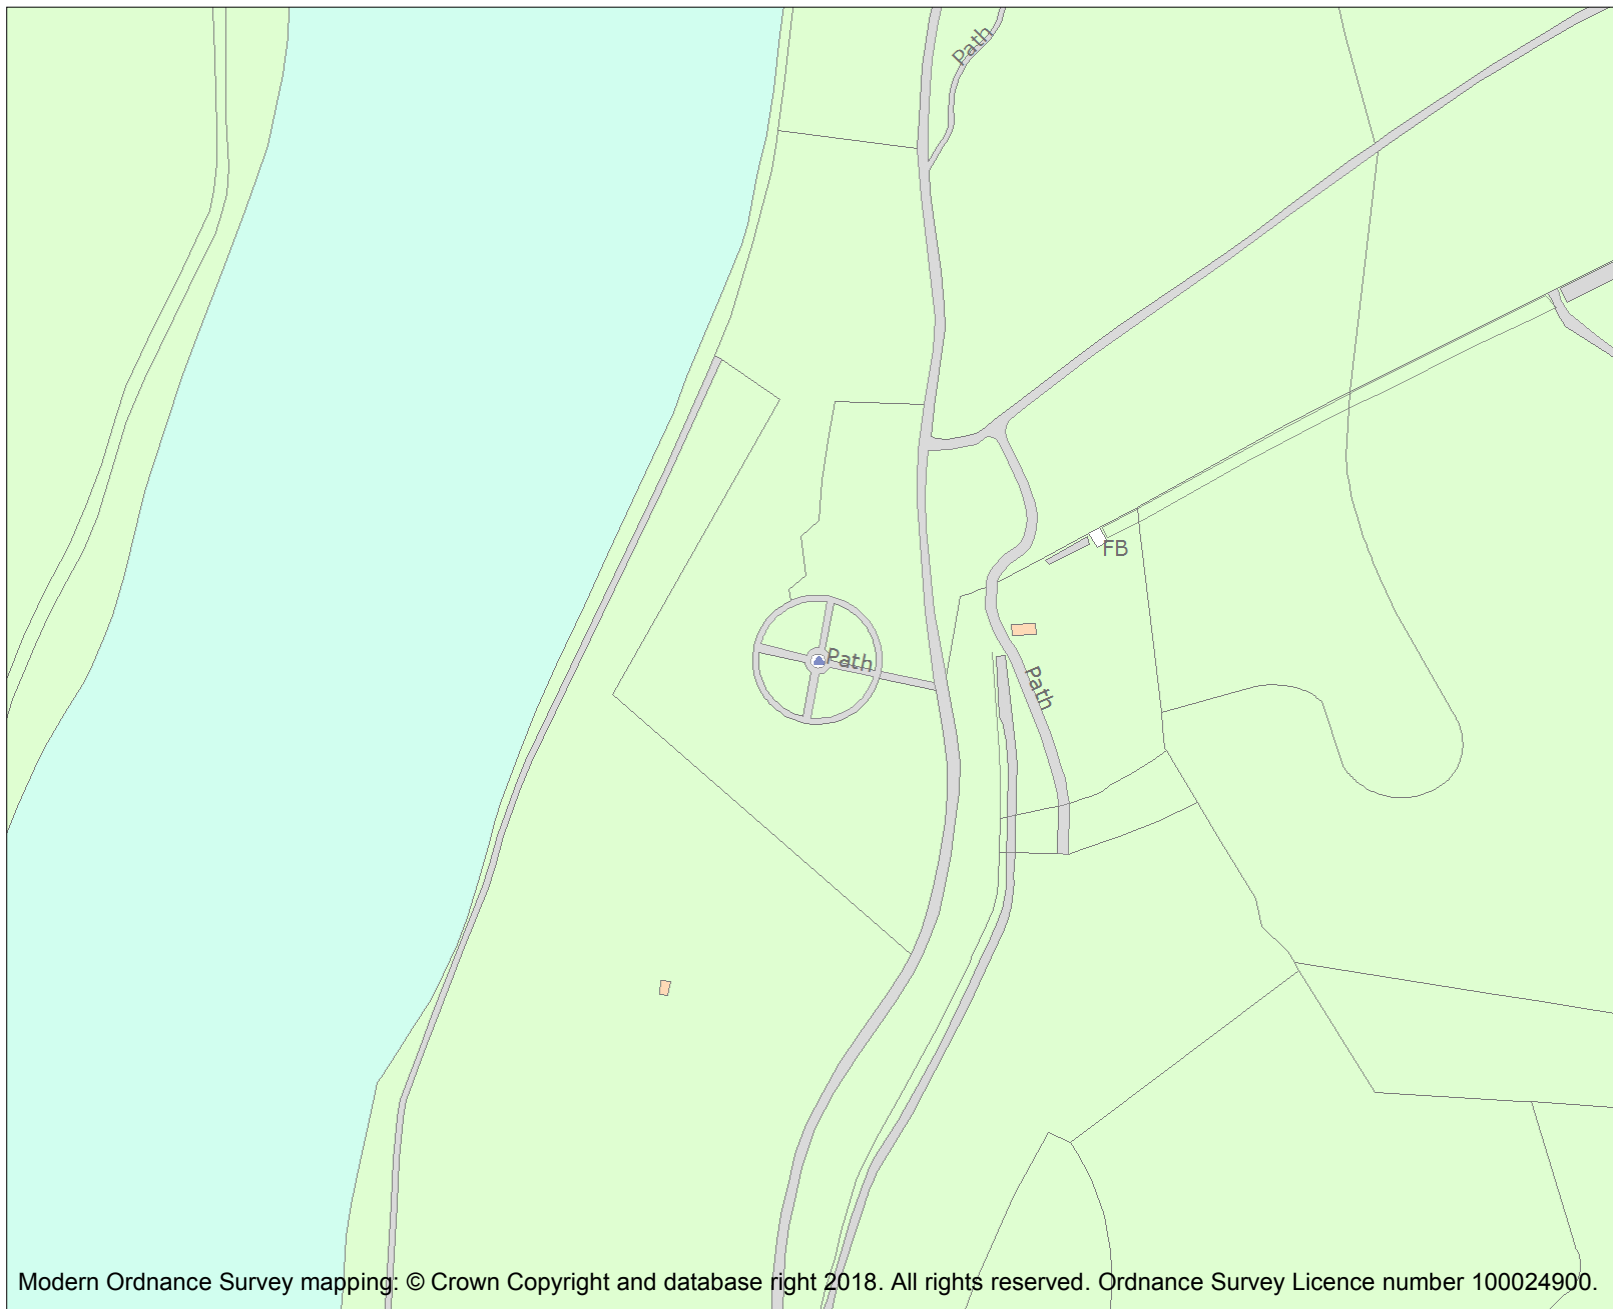 Path
FB
Path
Path
Modern Ordnance Survey mapping: © Crown Copyright and database right 2018. All rights reserved. Ordnance Survey Licence number 100024900.